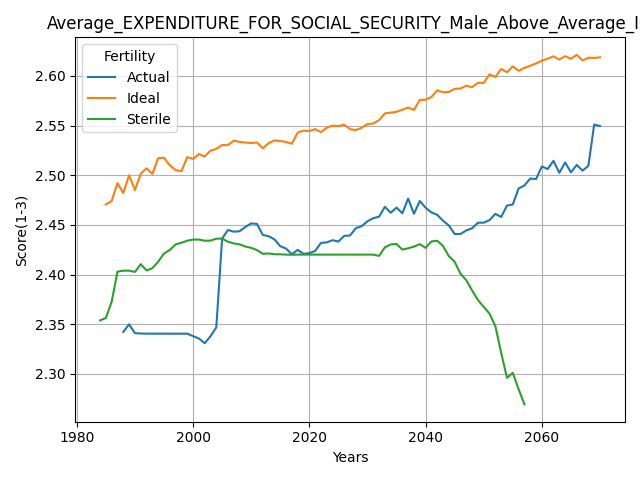 Average_EXPENDITURE_FOR_SOCIAL_SECURITY_Male_Above_Average_I
Fertility
Actual
Ideal
Sterile
Score(1-3)
2.60
2.55
2.50
2.45
2.40
2.35
2.30
1980 2000 2020 2040 2060
Years